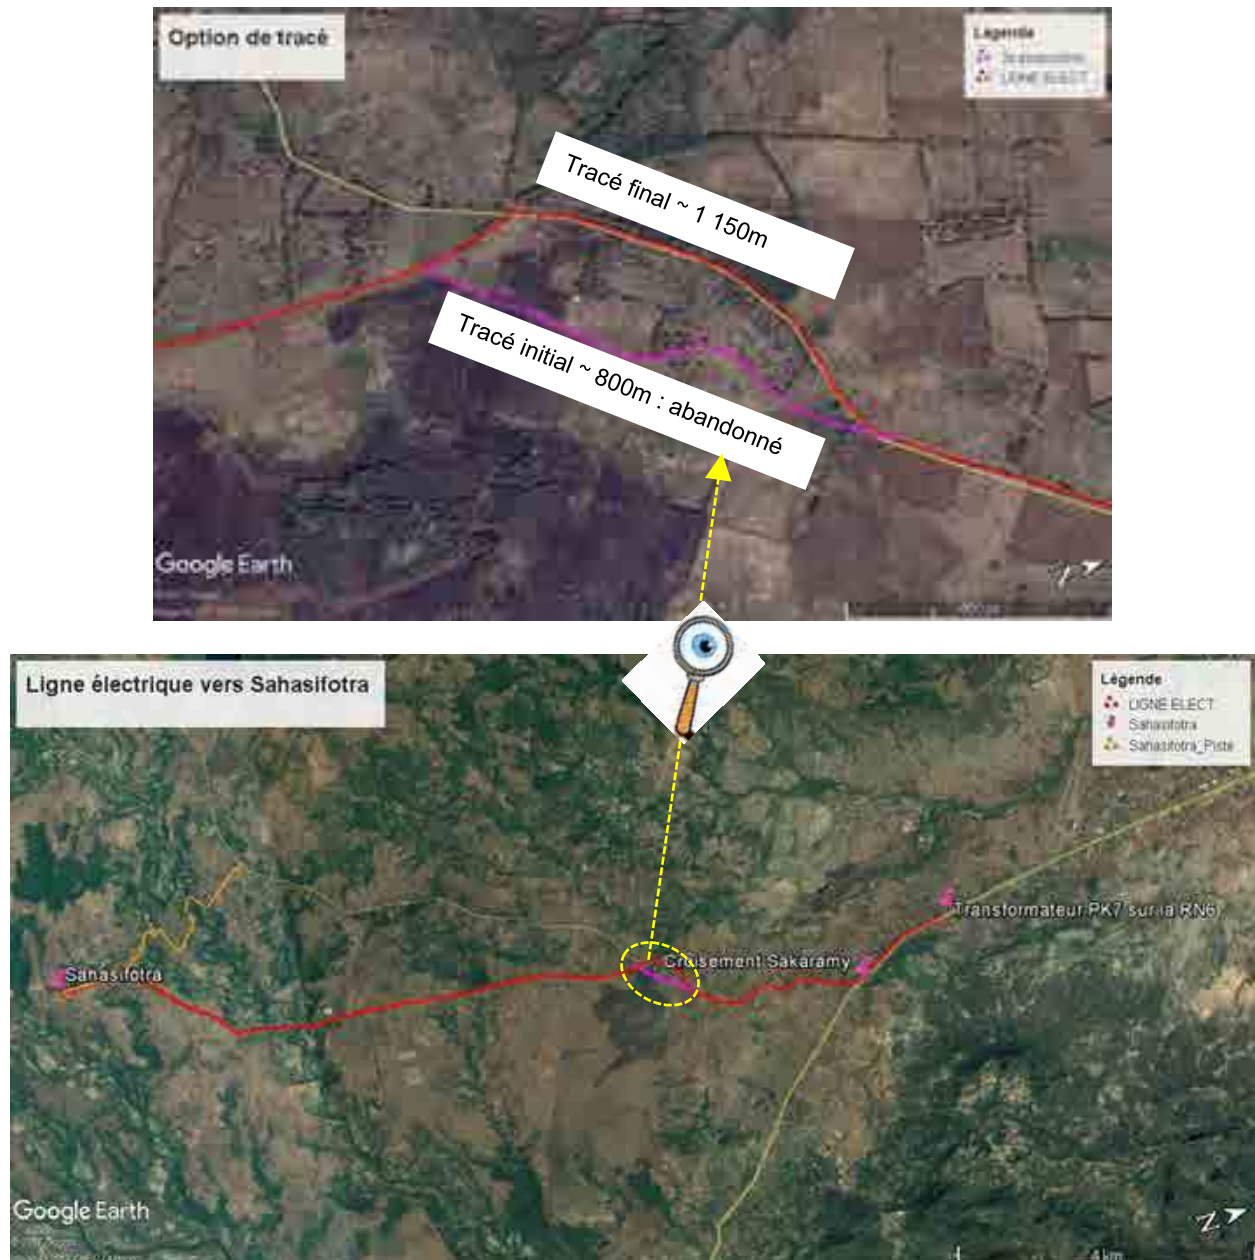 Option de tracé
Légende
LIGNE ELECT
Tracé final ~ 1 150m
Tracé initial ~ 800m : abandonné
Google Earth
Ligne électrique vers Sahasifotra
Légende
LIGNE ELECT
Sahasifotra
Sahasifotra_Piste
Transformateur PK7 sur la RN6
Croisement Sakaramy
Sahasifotra
Google Earth
4 km